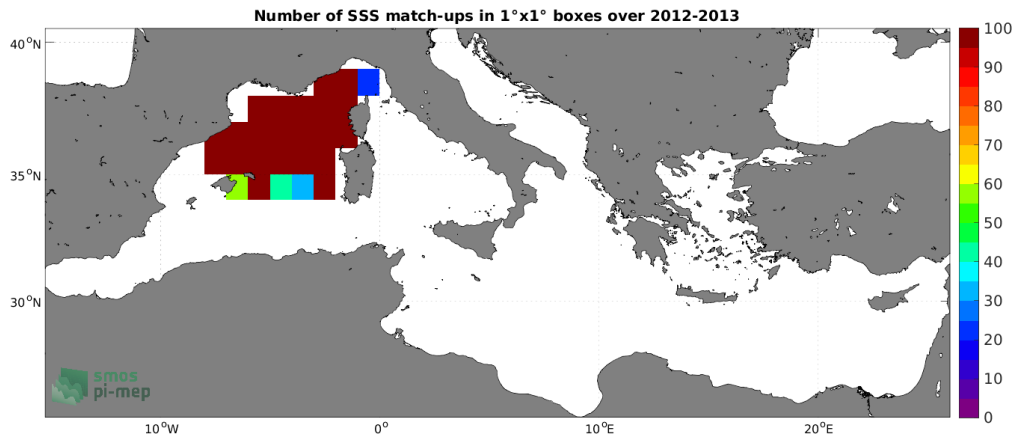 Number of SSS match-ups in 1°x1° boxes over 2012-2013
40°N
35°N
30°N
10°W
0°
10°E
20°E
100
90
80
70
60
50
40
30
20
10
0
smos
pi-mep